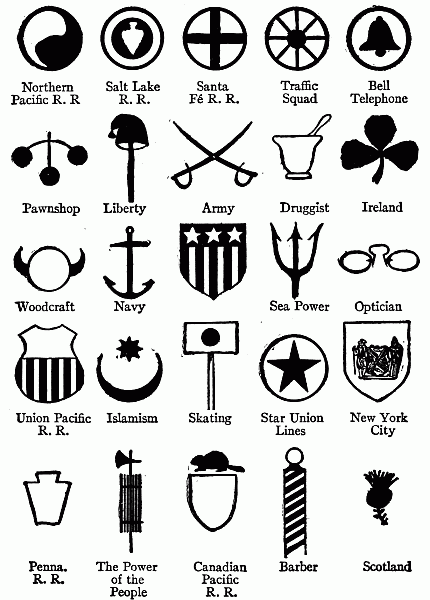 Northern
Pacific R. R
Salt Lake
R. R.
Santa
Fé R. R.
Traffic
Squad
Bell
Telephone
Pawnshop
Liberty
Army
Druggist
Ireland
Woodcraft
Navy
Sea Power
Optician
Union Pacific
R. R.
Islamism
Skating
Star Union
Lines
New York
City
Penna.
R. R.
The Power
of the
People
Canadian
Pacific
R. R.
Barber
Scotland